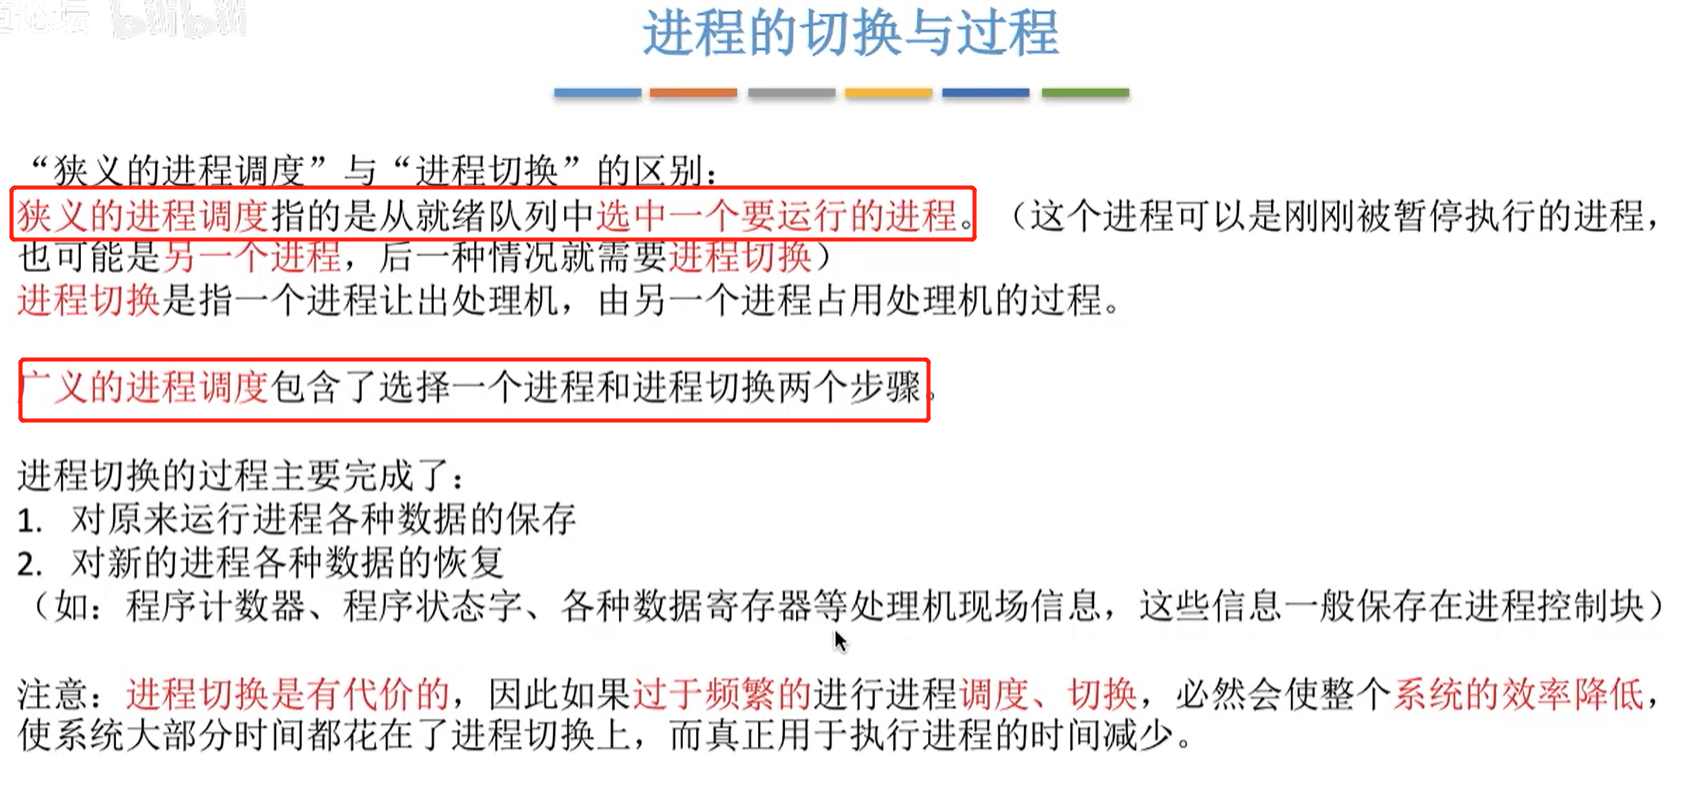 道论坛 bilibili
进程的切换与过程
“狭义的进程调度”与“进程切换”的区别：
狭义的进程调度指的是从就绪队列中选中一个要运行的进程。（这个进程可以是刚刚被暂停执行的进程，
也可能是另一个进程，后一种情况就需要进程切换）
进程切换是指一个进程让出处理机，由另一个进程占用处理机的过程。
广义的进程调度包含了选择一个进程和进程切换两个步骤。
进程切换的过程主要完成了：
1. 对原来运行进程各种数据的保存
2. 对新的进程各种数据的恢复
（如：程序计数器、程序状态字、各种数据寄存器等处理机现场信息，这些信息一般保存在进程控制块）
注意：进程切换是有代价的，因此如果过于频繁的进行进程调度、切换，必然会使整个系统的效率降低，
使系统大部分时间都花在了进程切换上，而真正用于执行进程的时间减少。